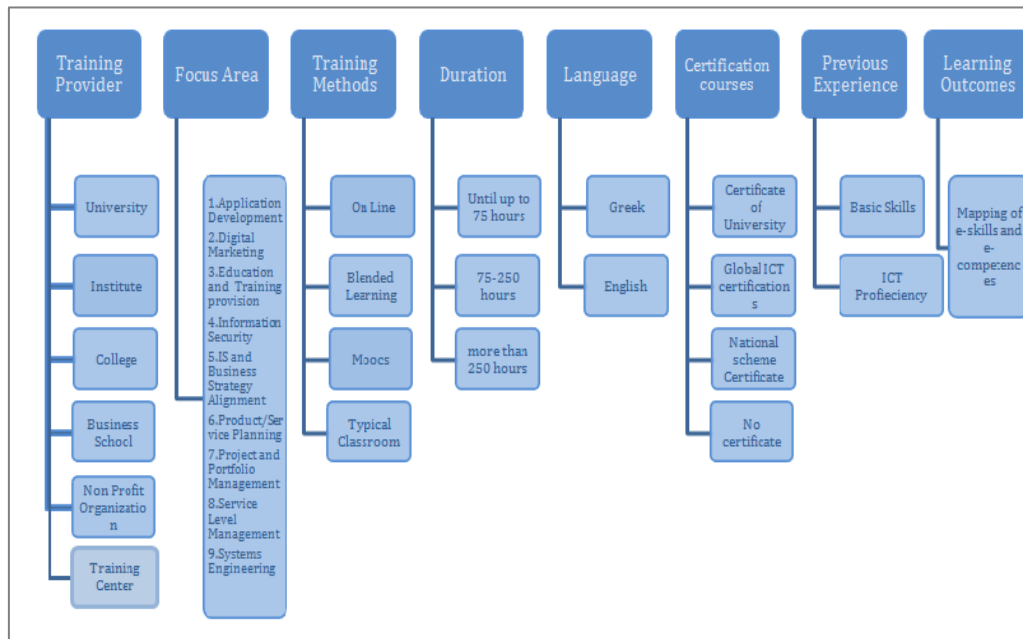 Training
Provider
University
Institute
College
Business
School
Non Profit
Organizatio
n
Training
Center
Focus Area
1.Application
Development
2.Digital
Marketing
3.Education
and Training
provision
4.Information
Security
5.IS and
Business
Strategy
Alignment
6.Product/Ser
vice Planning
7.Project and
Portfolio
Management
8.Service
Level
Management
9.Systems
Engineering
Training
Methods
On Line
Blended
Learning
Moocs
Typical
Classroom
Duration
Until up to
75 hours
75-250
hours
more than
250 hours
Language
Greek
English
Certification
courses
Certificate
of
University
Global ICT
certification
s
National
scheme
Certificate
No
certificate
Previous
Experience
Basic Skills
ICT
Profieciency
Learning
Outcomes
Mapping of
e-skills and
e-
competenc
es